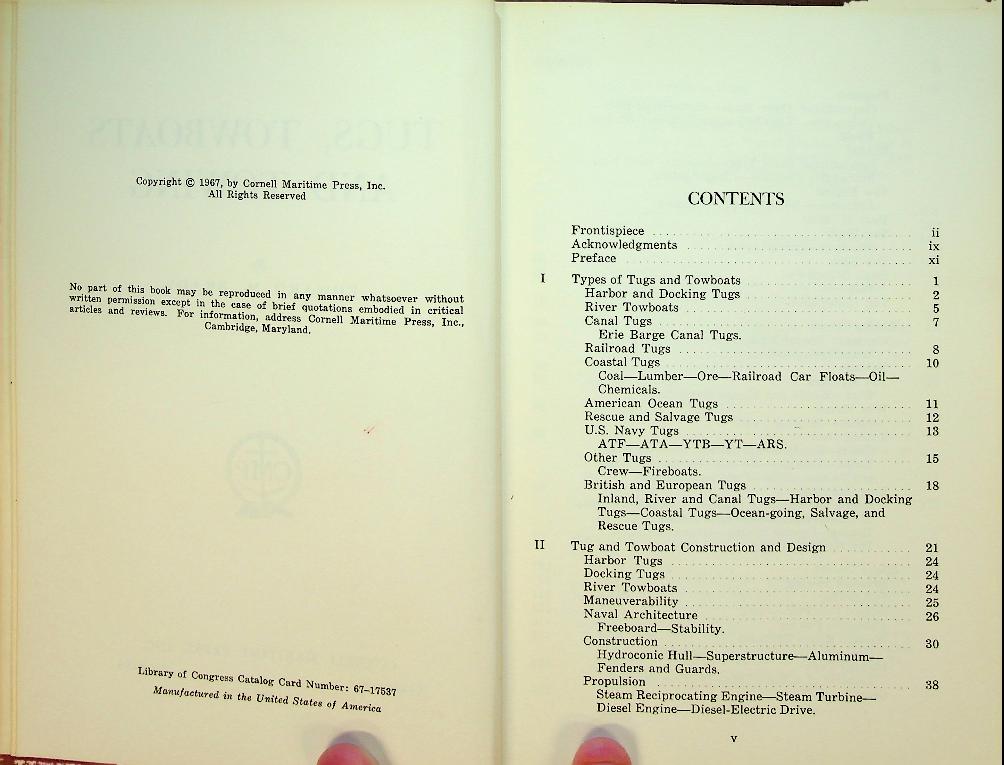 Copyright © 1967, by Cornell Maritime Press, Inc.
All Rights Reserved
No part of this book may be reproduced in any manner whatsoever without
written permission except in the case of brief quotations embodied in critical
articles and reviews. For information, address Cornell Maritime Press, Inc.,
Cambridge, Maryland.
Library of Congress Catalog Card Number: 67-17537
Manufactured in the United States of America
CONTENTS
Frontispiece ii
Acknowledgments ix
Preface xi
I Types of Tugs and Towboats 1
Harbor and Docking Tugs 2
River Towboats 5
Canal Tugs 7
Erie Barge Canal Tugs.
Railroad Tugs 8
Coastal Tugs 10
Coal—Lumber—Ore—Railroad Car Floats—Oil—
Chemicals.
American Ocean Tugs 11
Rescue and Salvage Tugs 12
U.S. Navy Tugs 13
ATF—ATA—YTB—YT—ARS.
Other Tugs 15
Crew—Fireboats.
British and European Tugs 18
Inland, River and Canal Tugs—Harbor and Docking
Tugs—Coastal Tugs—Ocean-going, Salvage, and
Rescue Tugs.
II Tug and Towboat Construction and Design 21
Harbor Tugs 24
Docking Tugs 24
River Towboats 24
Maneuverability 25
Naval Architecture 26
Freeboard—Stability.
Construction 30
Hydroconic Hull—Superstructure—Aluminum—
Fenders and Guards.
Propulsion 38
Steam Reciprocating Engine—Steam Turbine—
Diesel Engine—Diesel-Electric Drive.
v